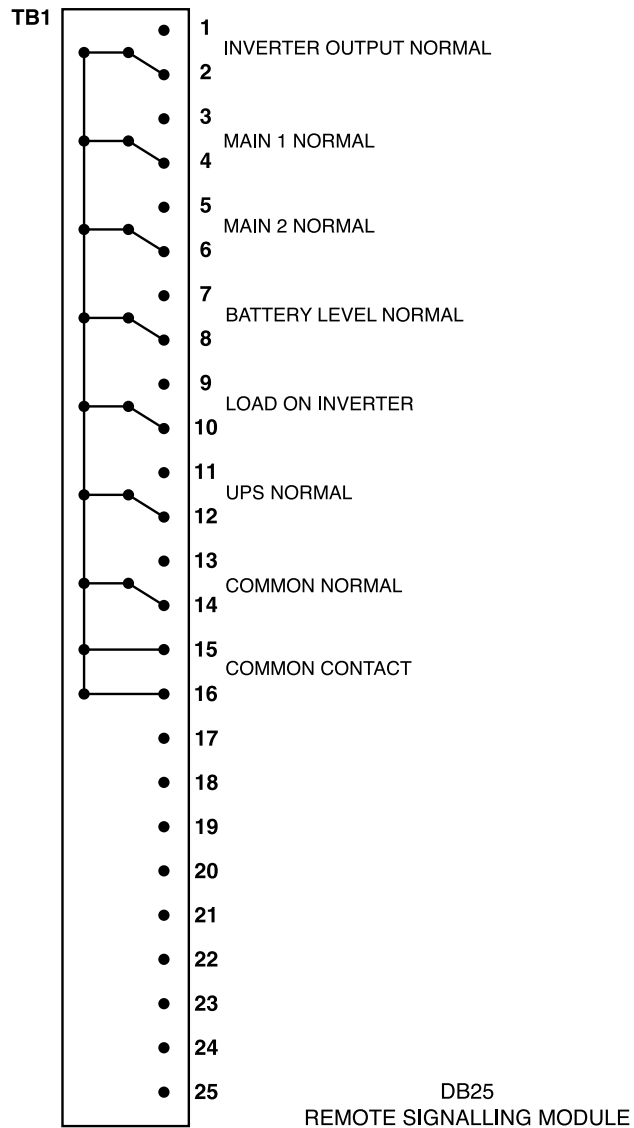 TB1
1
INVERTER OUTPUT NORMAL
2
3
MAIN 1 NORMAL
4
5
MAIN 2 NORMAL
6
7
BATTERY LEVEL NORMAL
8
9
LOAD ON INVERTER
10
11
UPS NORMAL
12
13
COMMON NORMAL
14
15
COMMON CONTACT
16
17
18
19
20
21
22
23
24
25
DB25
REMOTE SIGNALLING MODULE